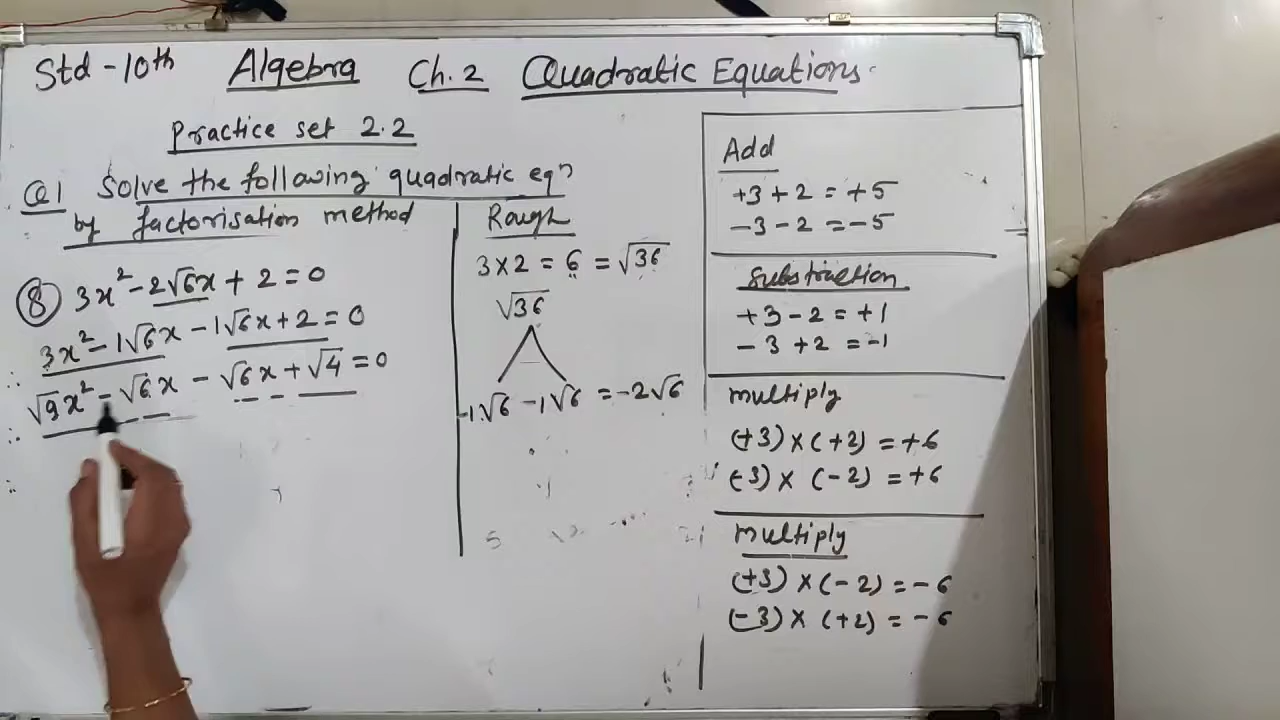 Std - 10th Algebra Ch. 2 Quadratic Equations.
Practice set 2.2
Q1 Solve the following quadratic eqn
by factorisation method
⑧ 3x² - 2√6x + 2 = 0
∴ 3x² - 1√6x - 1√6x + 2 = 0
∴ √9x² - √6x - √6x + √4 = 0
∴
Rough
3 × 2 = 6 = √36
√36
-1√6 -1√6 = -2√6
Add
+3 + 2 = +5
-3 - 2 = -5
Substraction
+3 - 2 = +1
-3 + 2 = -1
multiply
(+3) × (+2) = +6
(-3) × (-2) = +6
multiply
(+3) × (-2) = -6
(-3) × (+2) = -6